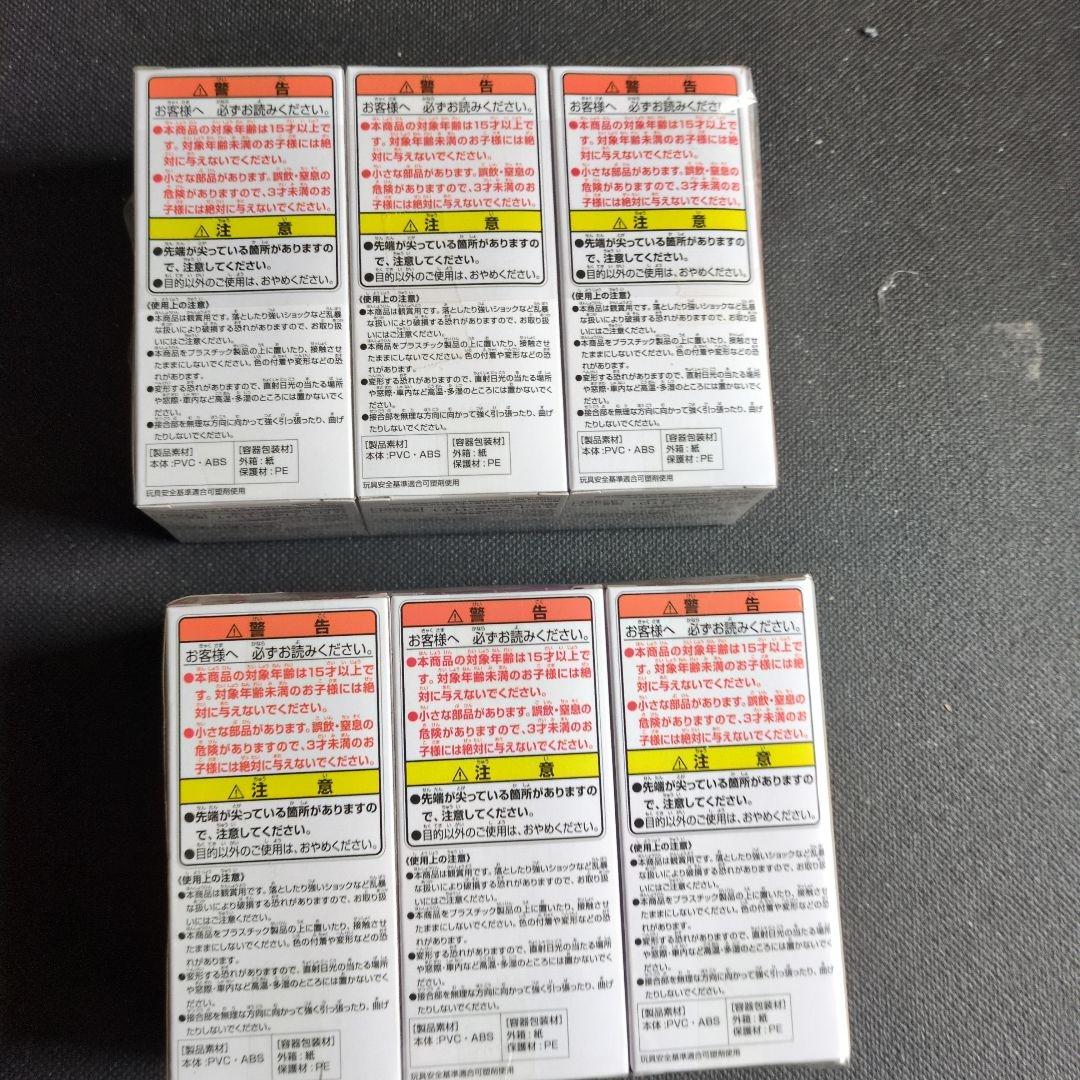 ⚠警 告
お客様へ 必ずお読みください。
●本商品の対象年齢は15才以上で
す。対象年齢未満のお子様には絶
対に与えないでください。
●小さな部品があります。誤飲・窒息の
危険がありますので、3才未満のお
子様には絶対に与えないでください。
⚠注 意
●先端が尖っている箇所があります
ので、注意してください。
●目的以外のご使用は、おやめください。
《使用上の注意》
●本商品は観賞用です。落としたり強いショックなど乱暴
な扱いにより破損する恐れがありますので、お取り扱
いにはご注意ください。
●本商品をプラスチック製品の上に置いたり、接触させ
たままにしないでください。色の付着や変形などの恐
れがあります。
●変形する恐れがありますので、直射日光の当たる場所
や窓際・車内など高温・多湿のところには置かないでく
ださい。
●接合部を無理な方向に向かって強く引っ張ったり、曲げ
たりしないでください。
[製品素材]
本体:PVC・ABS
[容器包装材]
外箱:紙
保護材:PE
玩具安全基準適合可塑剤使用
⚠警 告
お客様へ 必ずお読みください。
●本商品の対象年齢は15才以上で
す。対象年齢未満のお子様には絶
対に与えないでください。
●小さな部品があります。誤飲・窒息の
危険がありますので、3才未満のお
子様には絶対に与えないでください。
⚠注 意
●先端が尖っている箇所がありますの
で、注意してください。
●目的以外のご使用は、おやめください。
《使用上の注意》
●本商品は観賞用です。落としたり強いショックなど乱暴
な扱いにより破損する恐れがありますので、お取り扱
いにはご注意ください。
●本商品をプラスチック製品の上に置いたり、接触させ
たままにしないでください。色の付着や変形などの恐
れがあります。
●変形する恐れがありますので、直射日光の当たる場所
や窓際・車内など高温・多湿のところには置かないでく
ださい。
●接合部を無理な方向に向かって強く引っ張ったり、曲げ
たりしないでください。
[製品素材]
本体:PVC・ABS
[容器包装材]
外箱:紙
保護材:PE
玩具安全基準適合可塑剤使用
⚠警 告
お客様へ 必ずお読みくださ
●本商品の対象年齢は15才以上で
す。対象年齢未満のお子様には絶
対に与えないでください。
●小さな部品があります。誤飲・窒息の
危険がありますので、3才未満のお
子様には絶対に与えないでください。
⚠注 意
●先端が尖っている箇所がありますの
で、注意してください。
●目的以外のご使用は、おやめください。
《使用上の注意》
●本商品は観賞用です。落としたり強いショックなど乱暴
な扱いにより破損する恐れがありますので、お取り扱
いにはご注意ください。
●本商品をプラスチック製品の上に置いたり、接触させ
たままにしないでください。色の付着や変形などの恐
れがあります。
●変形する恐れがありますので、直射日光の当たる場所
や窓際・車内など高温・多湿のところには置かないでく
ださい。
●接合部を無理な方向に向かって強く引っ張ったり、曲げ
たりしないでください。
[製品素材]
本体:PVC・ABS
[容器包装材]
外箱:紙
保護材:PE
玩具安全基準適合可塑剤使用
⚠警 告
お客様へ 必ずお読みください。
●本商品の対象年齢は15才以上で
す。対象年齢未満のお子様には絶
対に与えないでください。
●小さな部品があります。誤飲・窒息の
危険がありますので、3才未満のお
子様には絶対に与えないでください。
⚠注 意
●先端が尖っている箇所がありますの
で、注意してください。
●目的以外のご使用は、おやめください。
《使用上の注意》
●本商品は観賞用です。落としたり強いショックなど乱暴
な扱いにより破損する恐れがありますので、お取り扱
いにはご注意ください。
●本商品をプラスチック製品の上に置いたり、接触させ
たままにしないでください。色の付着や変形などの恐
れがあります。
●変形する恐れがありますので、直射日光の当たる場所
や窓際・車内など高温・多湿のところには置かないでく
ださい。
●接合部を無理な方向に向かって強く引っ張ったり、曲げ
たりしないでください。
[製品素材]
本体:PVC・ABS
[容器包装材]
外箱:紙
保護材:PE
⚠警 告
お客様へ 必ずお読みください。
●本商品の対象年齢は15才以上で
す。対象年齢未満のお子様には絶
対に与えないでください。
●小さな部品があります。誤飲・窒息の
危険がありますので、3才未満のお
子様には絶対に与えないでください。
⚠注 意
●先端が尖っている箇所がありますの
で、注意してください。
●目的以外のご使用は、おやめください。
《使用上の注意》
●本商品は観賞用です。落としたり強いショックなど乱暴
な扱いにより破損する恐れがありますので、お取り扱
いにはご注意ください。
●本商品をプラスチック製品の上に置いたり、接触させ
たままにしないでください。色の付着や変形などの恐
れがあります。
●変形する恐れがありますので、直射日光の当たる場所
や窓際・車内など高温・多湿のところには置かないでく
ださい。
●接合部を無理な方向に向かって強く引っ張ったり、曲げ
たりしないでください。
[製品素材]
本体:PVC・ABS
[容器包装材]
外箱:紙
保護材:PE
玩具安全基準適合可塑剤使用
⚠警 告
お客様へ 必ずお読みください。
●本商品の対象年齢は15才以上で
す。対象年齢未満のお子様には絶
対に与えないでください。
●小さな部品があります。誤飲・窒息の
危険がありますので、3才未満のお
子様には絶対に与えないでください。
⚠注 意
●先端が尖っている箇所がありますの
で、注意してください。
●目的以外のご使用は、おやめください。
《使用上の注意》
●本商品は観賞用です。落としたり強いショックなど乱暴
な扱いにより破損する恐れがありますので、お取り扱
いにはご注意ください。
●本商品をプラスチック製品の上に置いたり、接触させ
たままにしないでください。色の付着や変形などの恐
れがあります。
●変形する恐れがありますので、直射日光の当たる場所
や窓際・車内など高温・多湿のところには置かないでく
ださい。
●接合部を無理な方向に向かって強く引っ張ったり、曲げ
たりしないでください。
[製品素材]
本体:PVC・ABS
[容器包装材]
外箱:紙
保護材:PE
玩具安全基準適合可塑剤使用